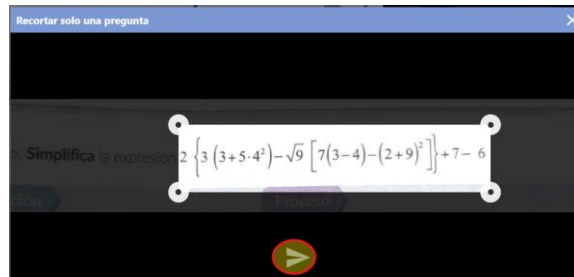 Recortar solo una pregunta
o: Simplifica la expresión 2 {3 (3+5·4²)−√9 [7(3−4)−(2+9)²]}+7− 6
ción Proceso